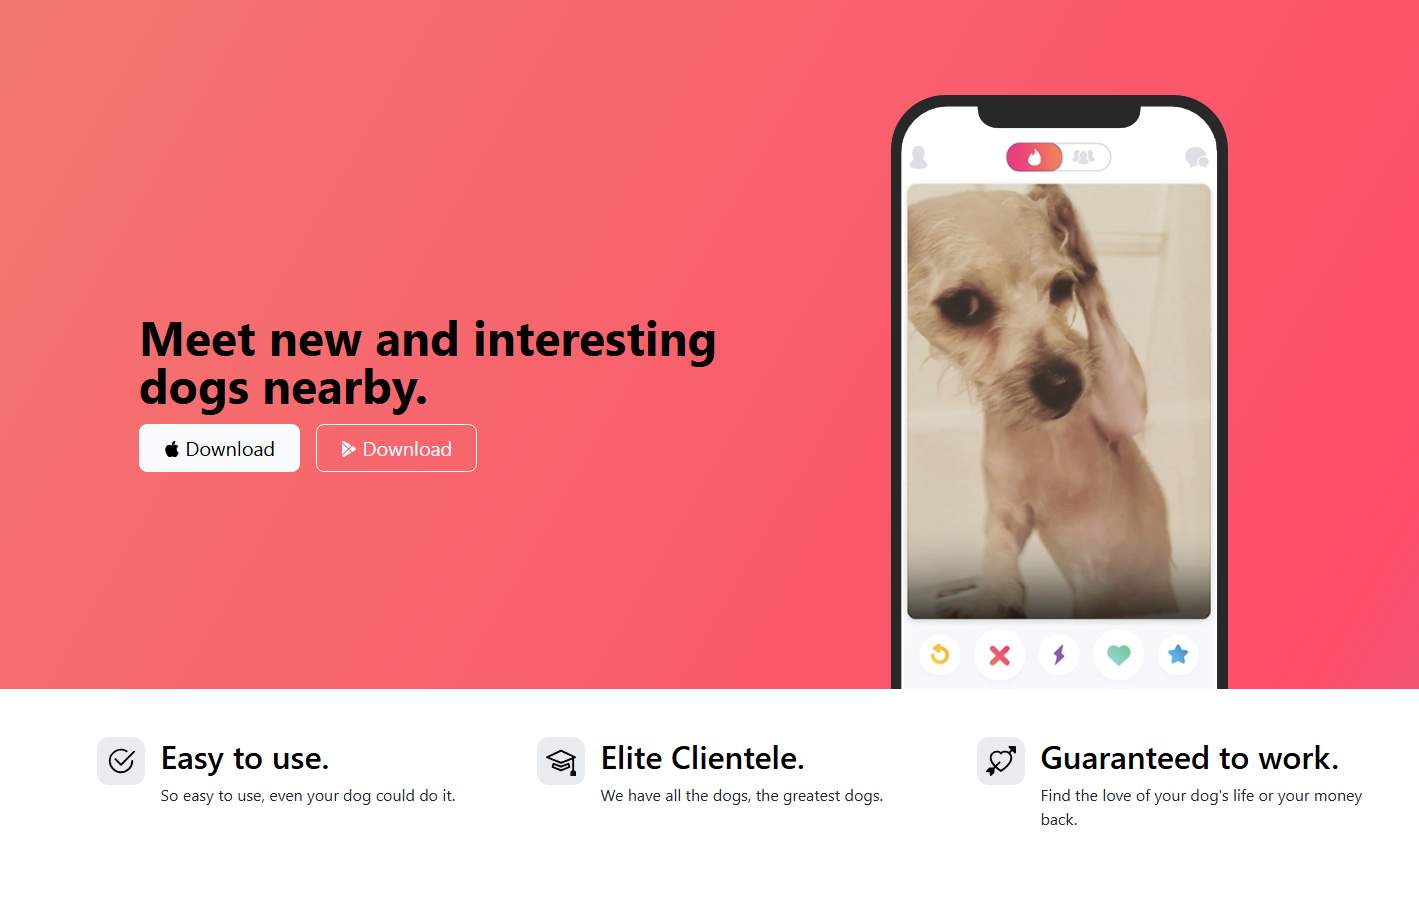 Meet new and interesting
dogs nearby.
Download
Download
Easy to use.
So easy to use, even your dog could do it.
Elite Clientele.
We have all the dogs, the greatest dogs.
Guaranteed to work.
Find the love of your dog's life or your money
back.